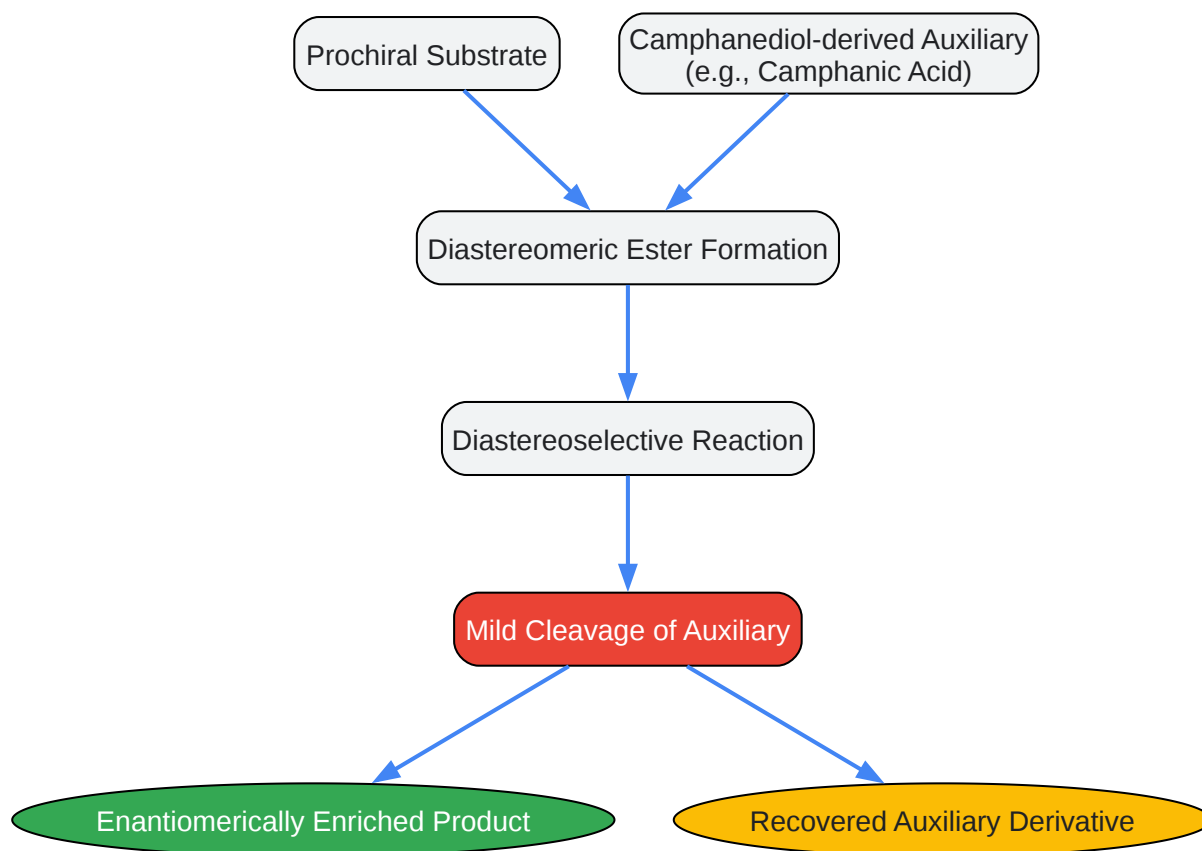 Prochiral Substrate
Camphanediol-derived Auxiliary
(e.g., Camphanic Acid)
Diastereomeric Ester Formation
Diastereoselective Reaction
Mild Cleavage of Auxiliary
Enantiomerically Enriched Product
Recovered Auxiliary Derivative